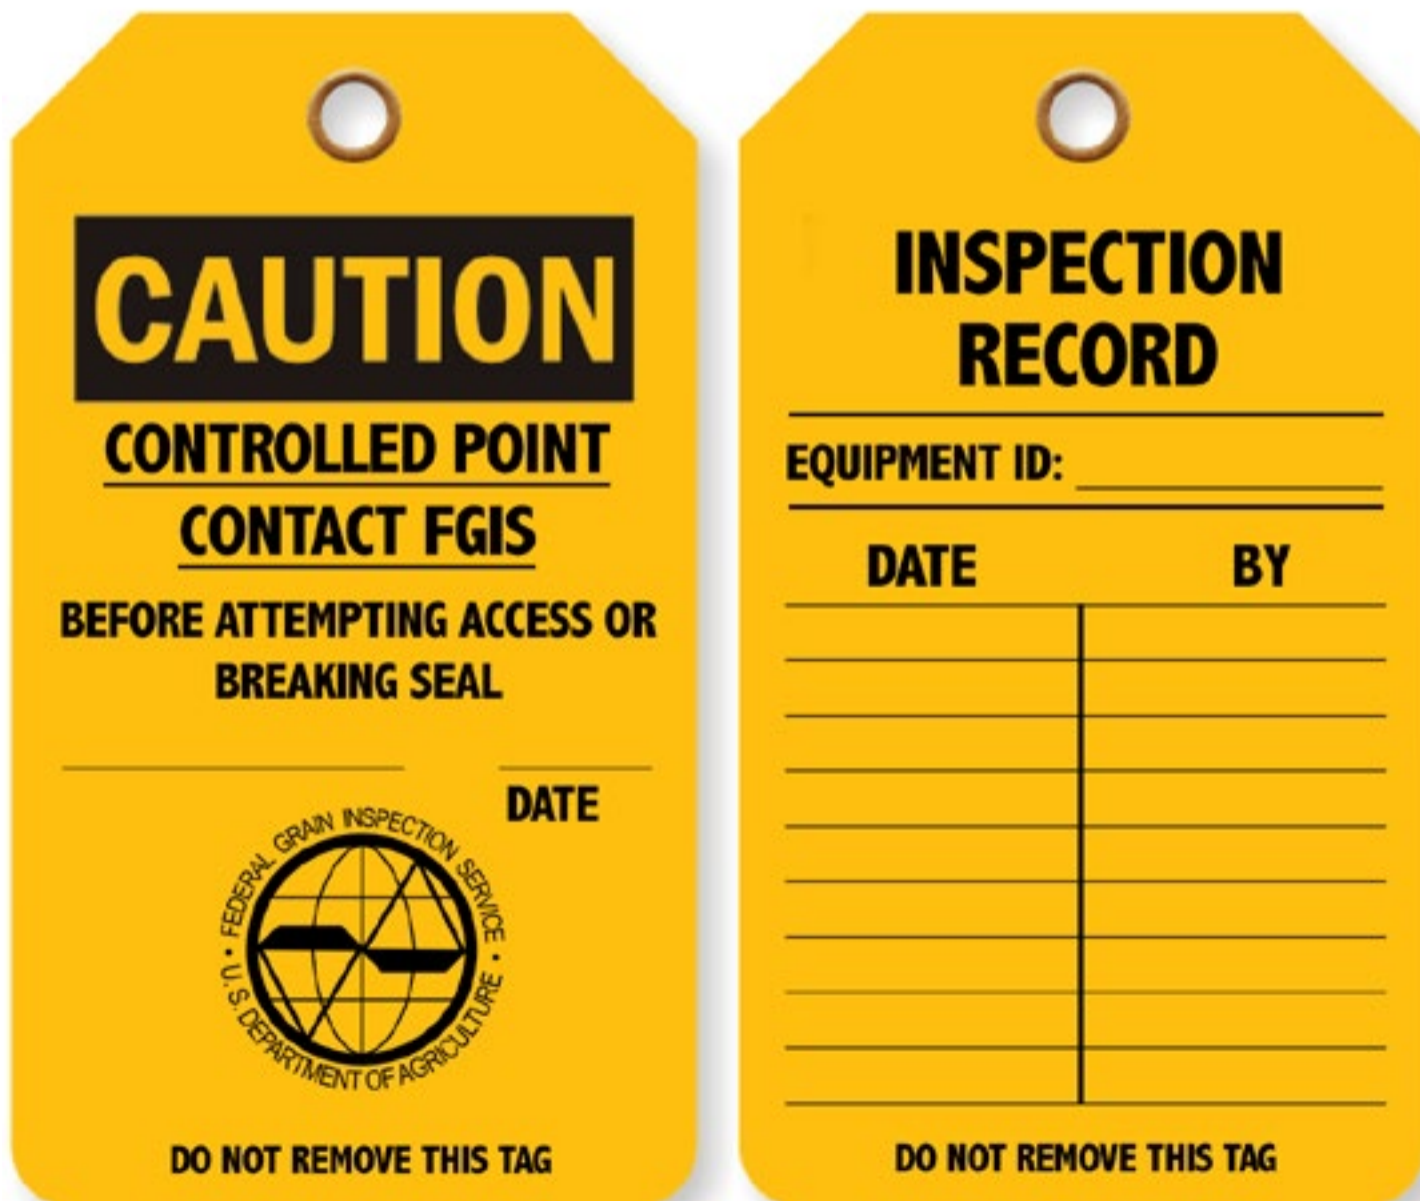 CAUTION
CONTROLLED POINT
CONTACT FGIS
BEFORE ATTEMPTING ACCESS OR
BREAKING SEAL
DATE
FEDERAL GRAIN INSPECTION SERVICE •
U. S. DEPARTMENT OF AGRICULTURE •
DO NOT REMOVE THIS TAG
INSPECTION
RECORD
EQUIPMENT ID:
DATE BY
DO NOT REMOVE THIS TAG